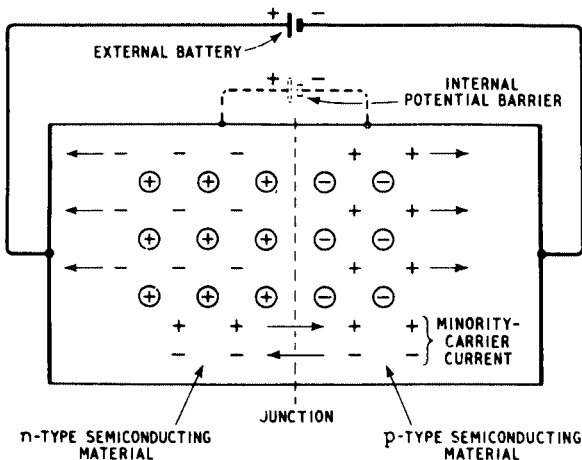 + −
EXTERNAL BATTERY
+ −
INTERNAL
POTENTIAL BARRIER
← − − − + + →
⊕ ⊕ ⊕ ⊖ ⊖
← − − − + + →
⊕ ⊕ ⊕ ⊖ ⊖
← − − − + + →
⊕ ⊕ ⊕ ⊖ ⊖
+ + → + +
− − ← − −
MINORITY-
CARRIER
CURRENT
JUNCTION
n-TYPE SEMICONDUCTING
MATERIAL
p-TYPE SEMICONDUCTING
MATERIAL